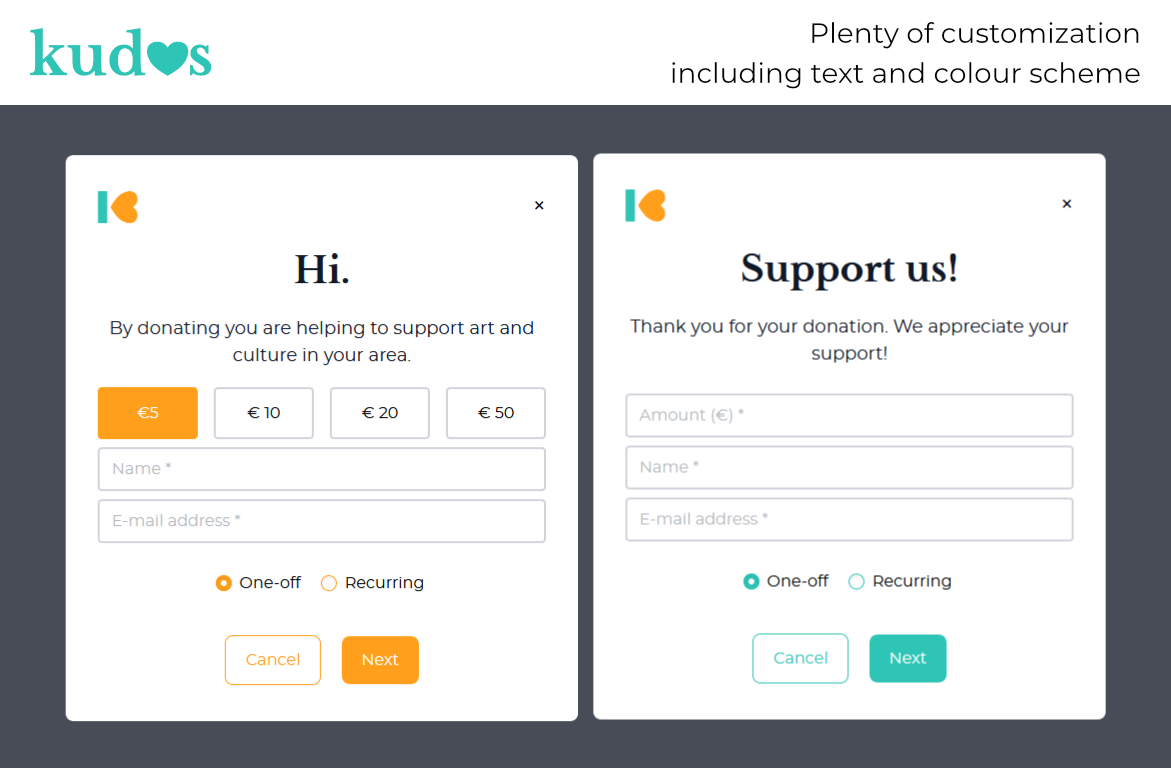 kudos
Plenty of customization
including text and colour scheme
×
Hi.
By donating you are helping to support art and
culture in your area.
€5
€ 10
€ 20
€ 50
Name *
E-mail address *
One-off
Recurring
Cancel
Next
×
Support us!
Thank you for your donation. We appreciate your
support!
Amount (€) *
Name *
E-mail address *
One-off
Recurring
Cancel
Next